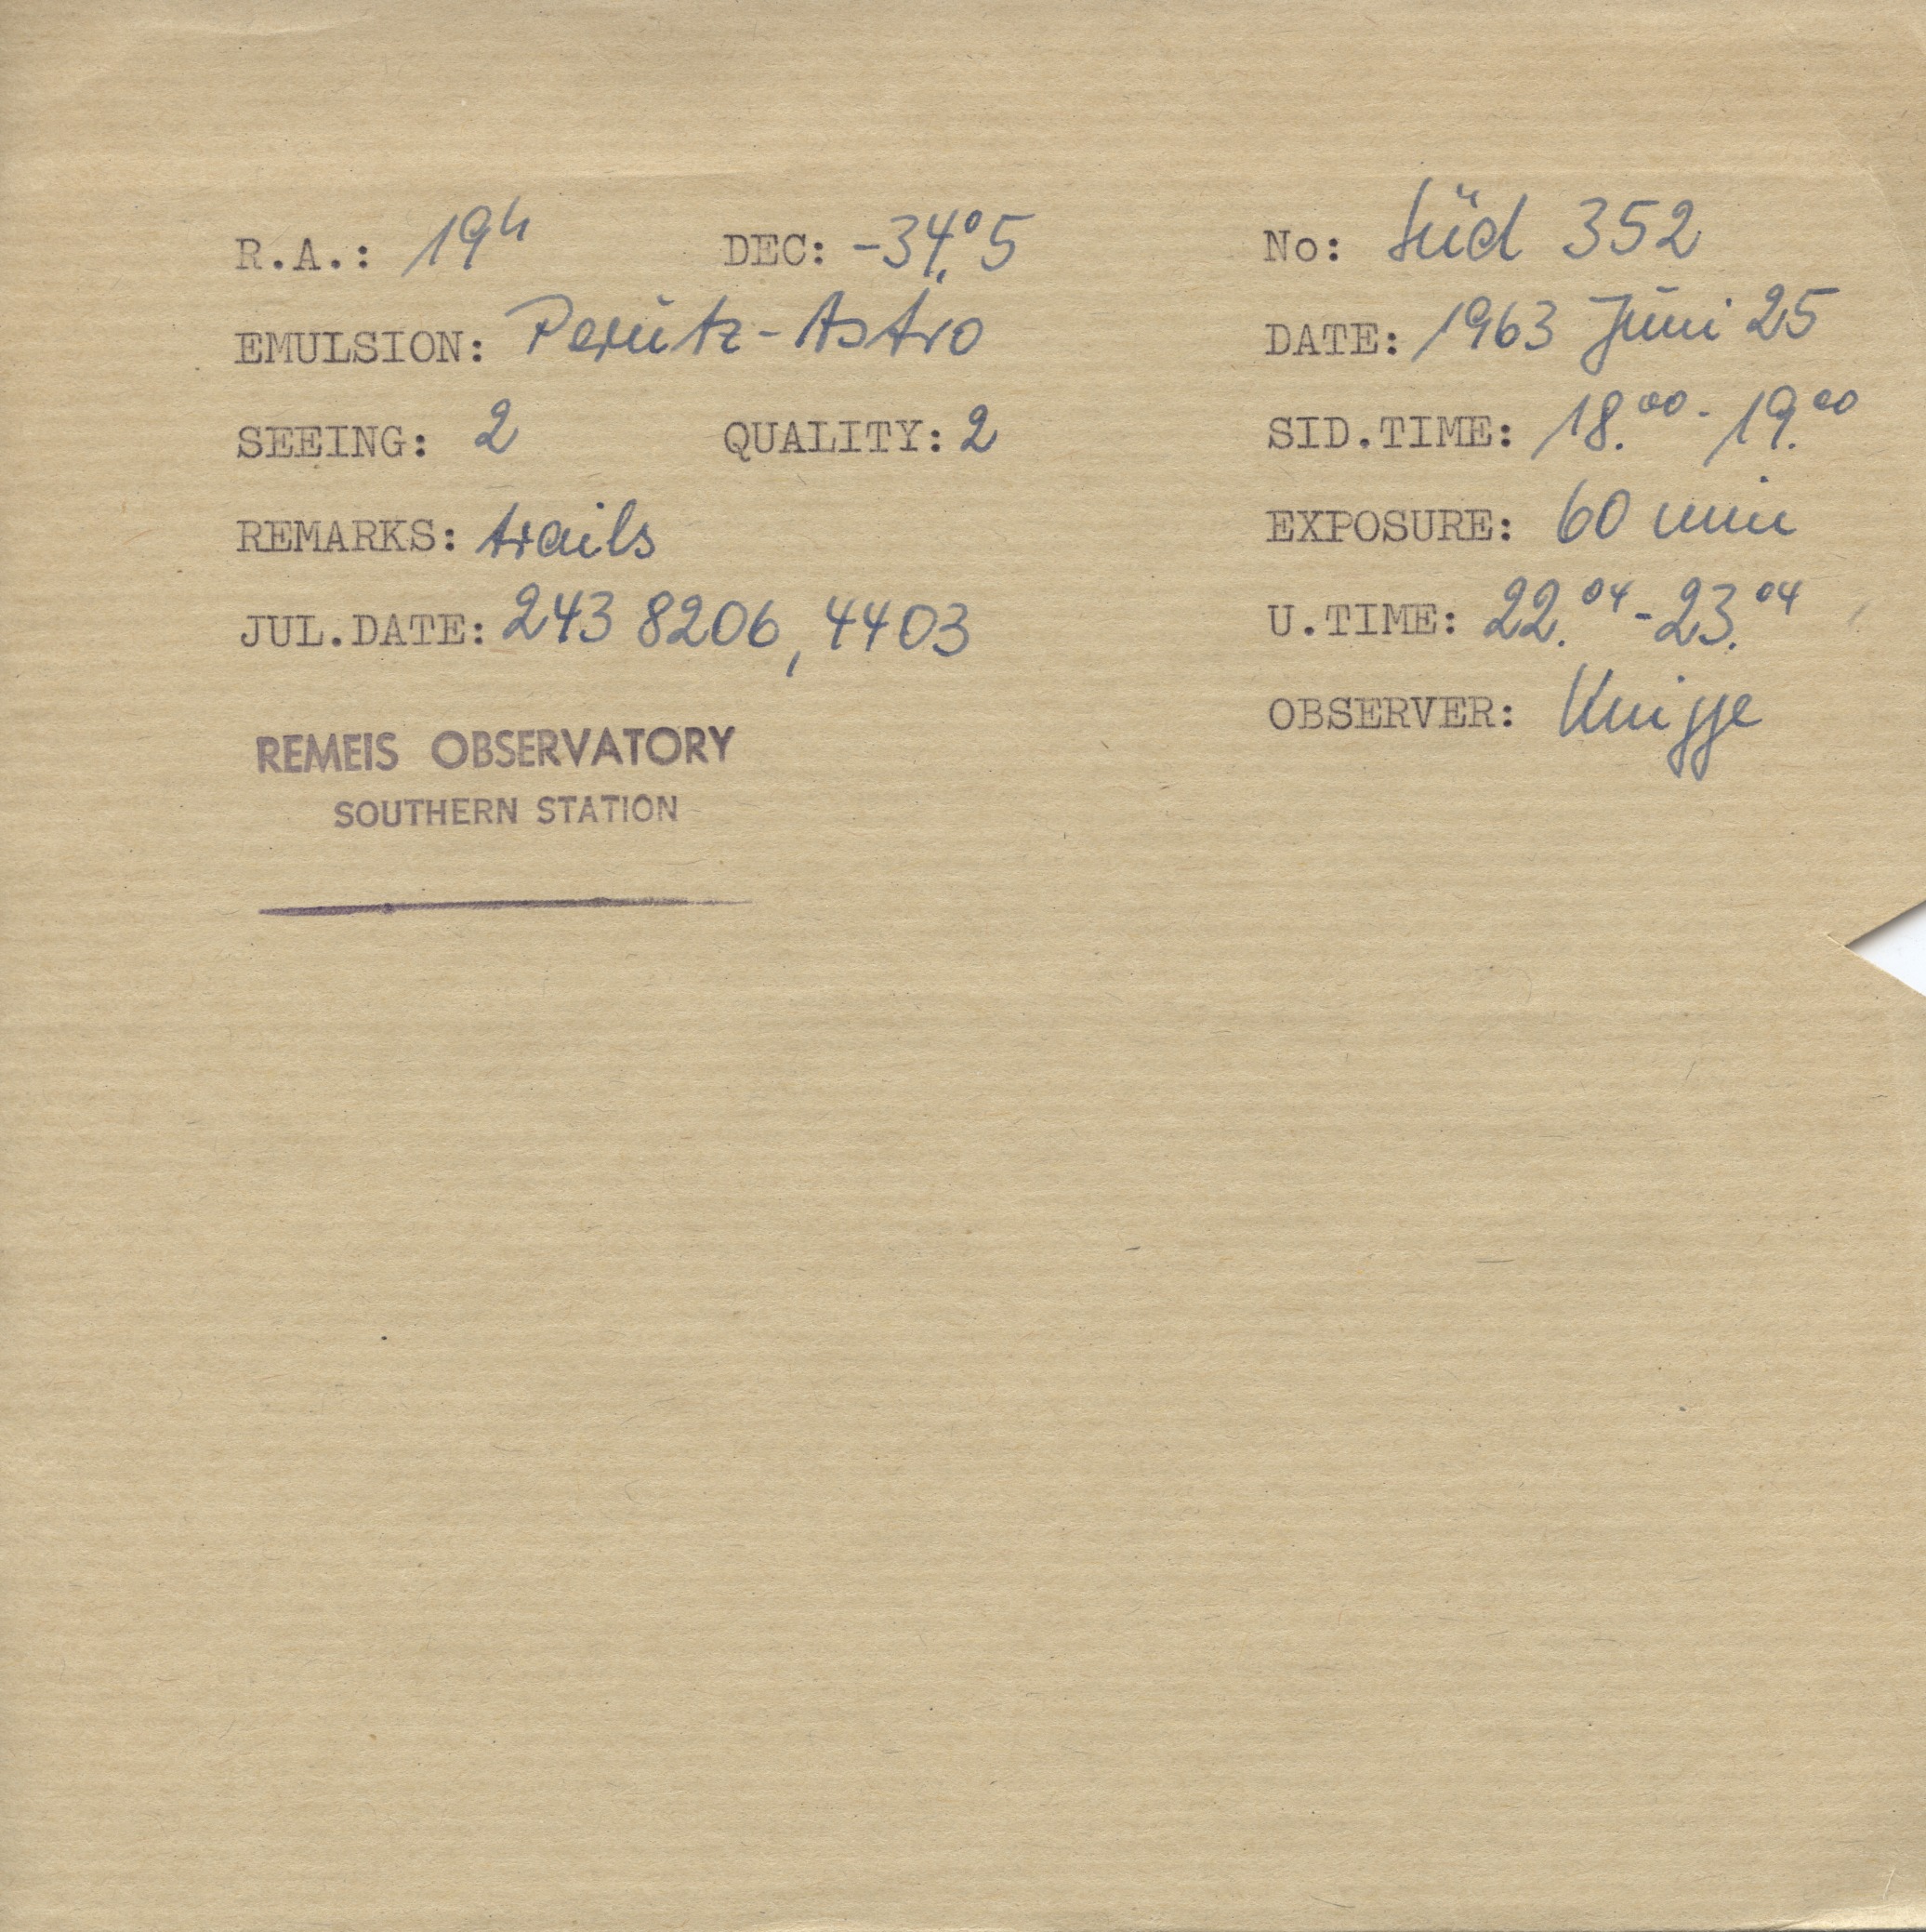 R.A.: 19h DEC: -34.°5 No: Süd 352
EMULSION: Perutz-Astro DATE: 1963 Juni 25
SEEING: 2 QUALITY: 2 SID.TIME: 18.00 - 19.00
REMARKS: trails EXPOSURE: 60 min
JUL.DATE: 243 8206,4403 U.TIME: 22.04 - 23.04
OBSERVER: Knigge
REMEIS OBSERVATORY
SOUTHERN STATION